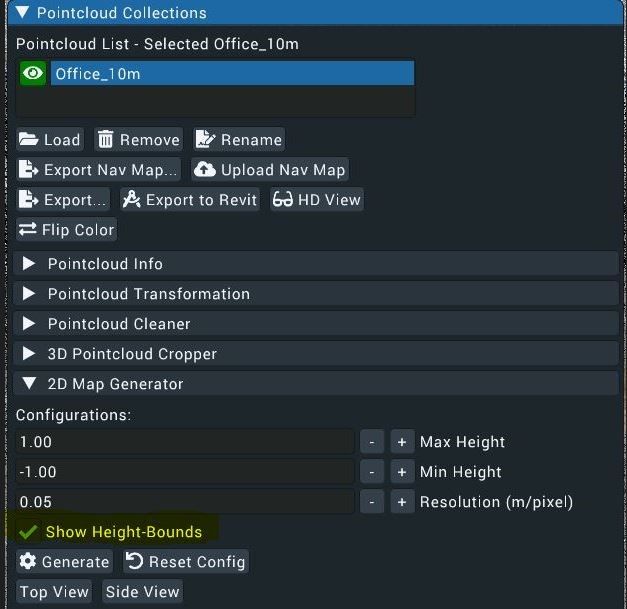 Pointcloud Collections
Pointcloud List - Selected Office_10m
Office_10m
Load Remove Rename
Export Nav Map... Upload Nav Map
Export... Export to Revit HD View
Flip Color
Pointcloud Info
Pointcloud Transformation
Pointcloud Cleaner
3D Pointcloud Cropper
2D Map Generator
Configurations:
1.00 - + Max Height
-1.00 - + Min Height
0.05 - + Resolution (m/pixel)
Show Height-Bounds
Generate Reset Config
Top View Side View